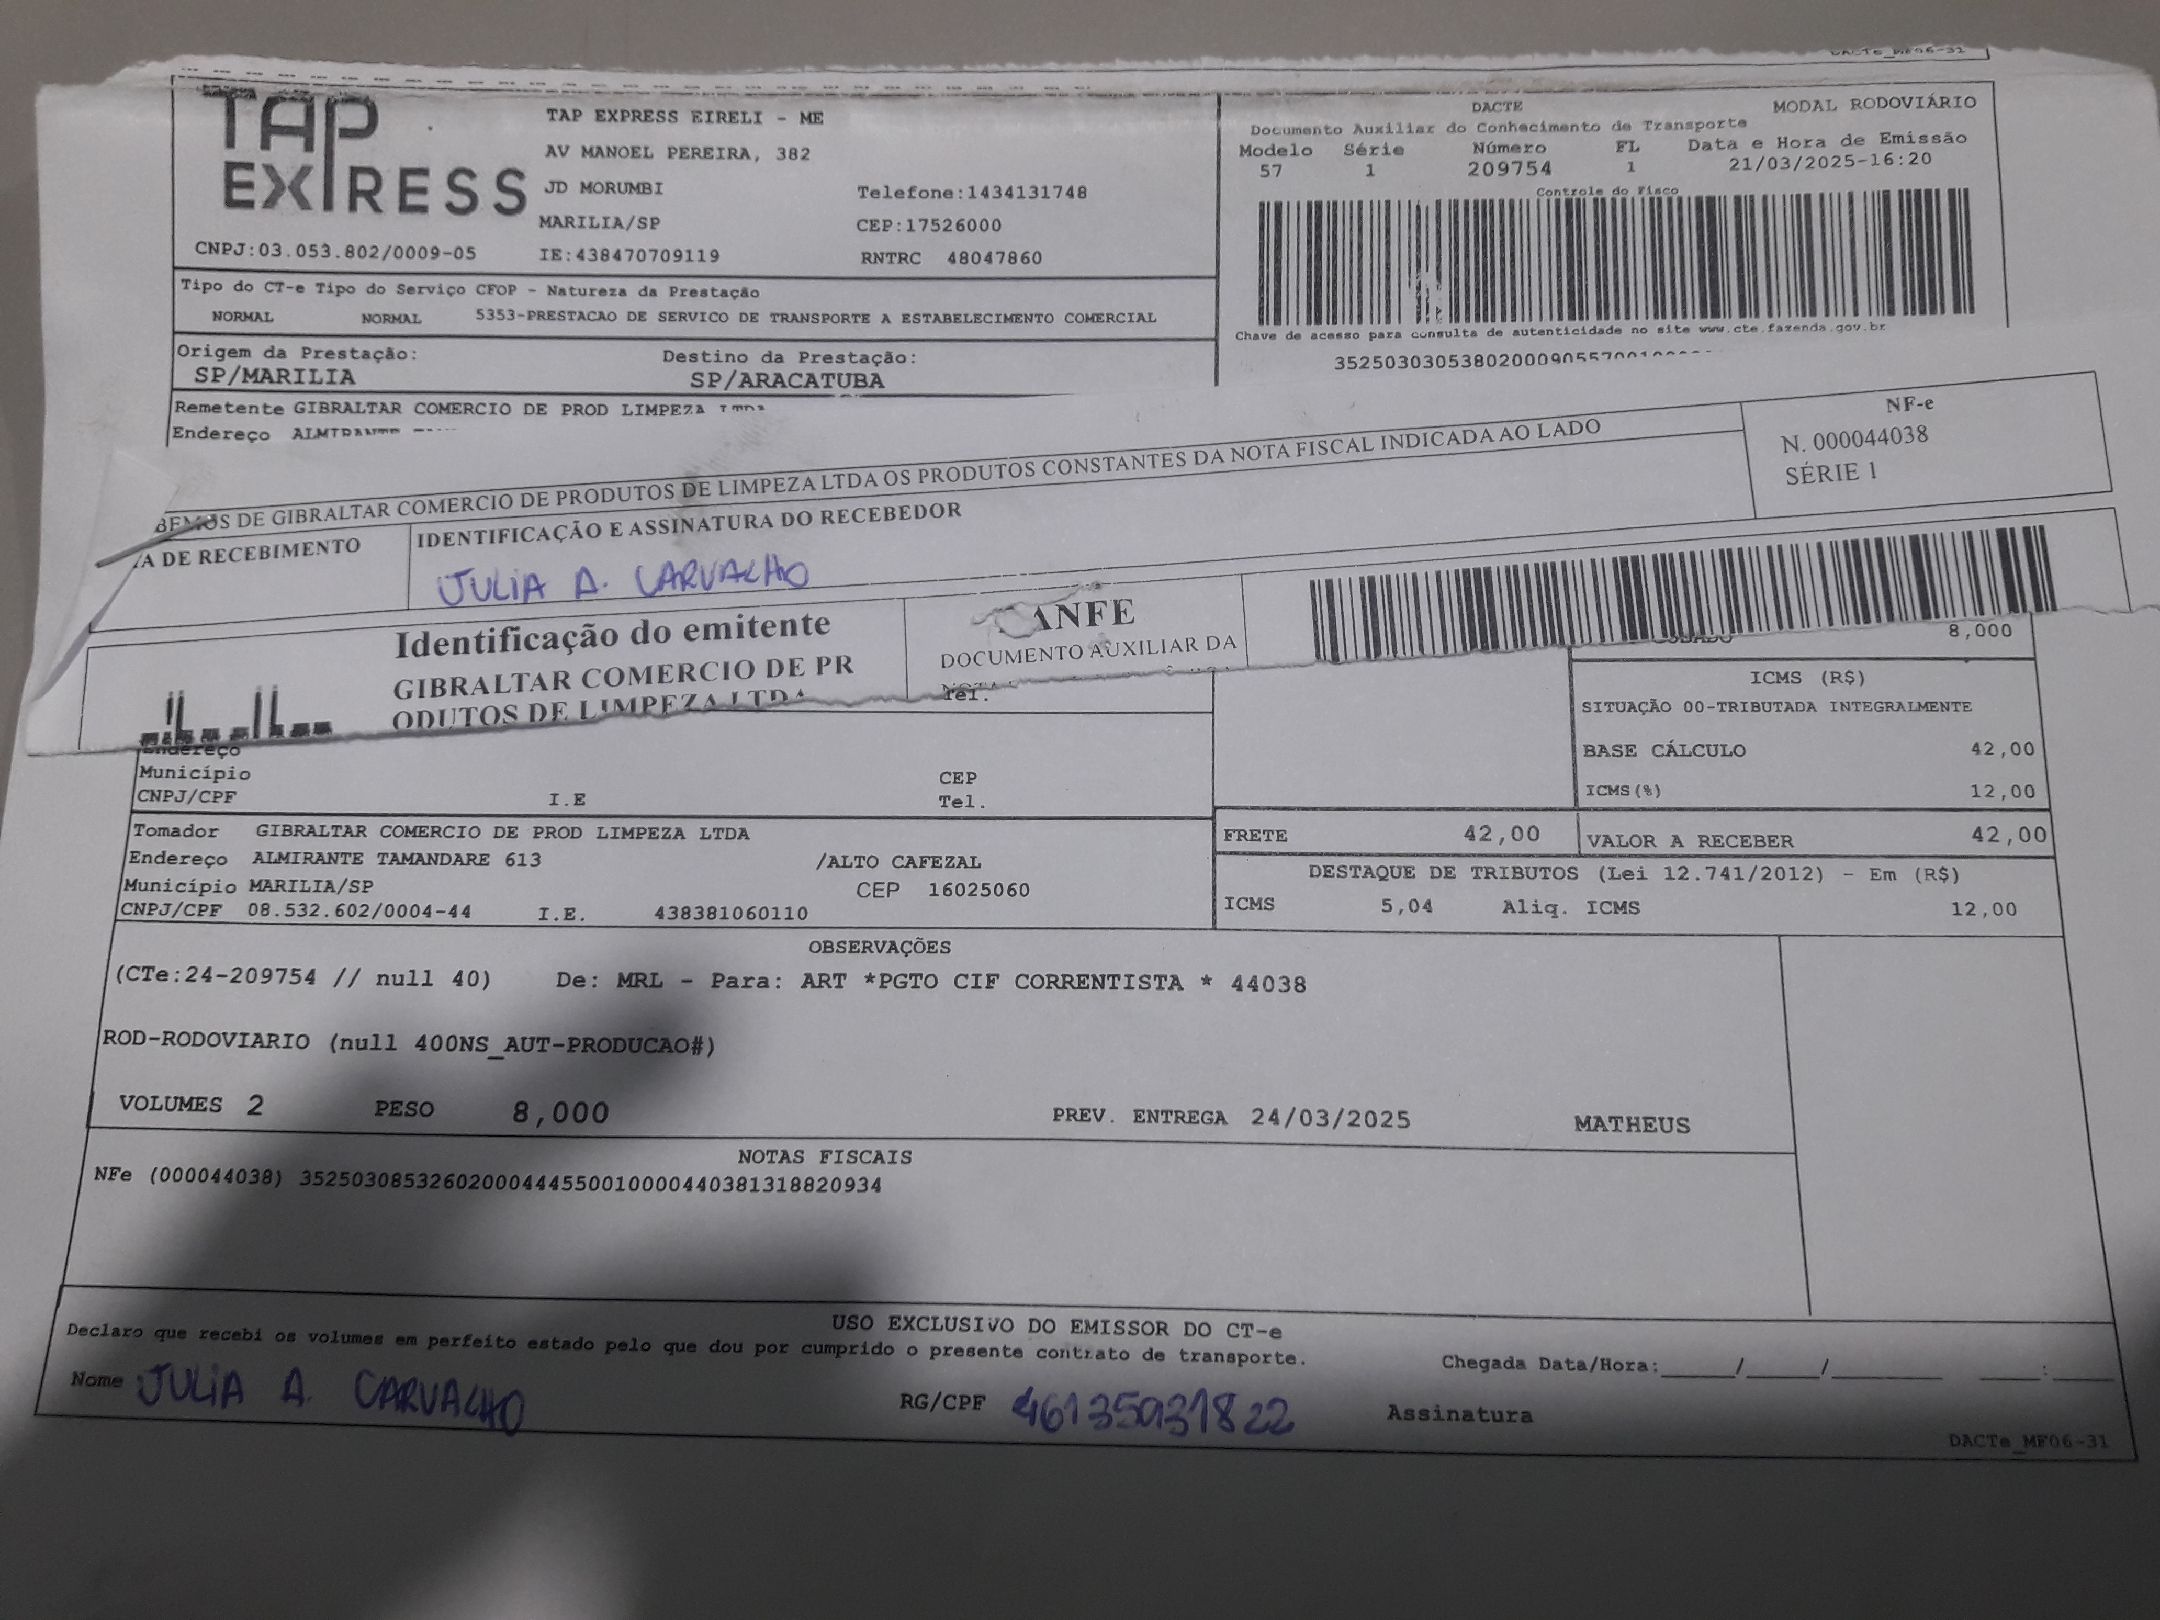 DACTe_MF06-31
TAP EXPRESS
TAP EXPRESS EIRELI - ME
AV MANOEL PEREIRA, 382
JD MORUMBI Telefone:1434131748
MARILIA/SP CEP:17526000
CNPJ:03.053.802/0009-05 IE:438470709119 RNTRC 48047860
DACTE MODAL RODOVIÁRIO
Documento Auxiliar do Conhecimento de Transporte
Modelo Série Número FL Data e Hora de Emissão
57 1 209754 1 21/03/2025-16:20
Controle do Fisco
Chave de acesso para consulta de autenticidade no site www.cte.fazenda.gov.br
Tipo do CT-e Tipo do Serviço CFOP - Natureza da Prestação
NORMAL NORMAL 5353-PRESTACAO DE SERVICO DE TRANSPORTE A ESTABELECIMENTO COMERCIAL
Origem da Prestação: Destino da Prestação:
SP/MARILIA SP/ARACATUBA
Remetente GIBRALTAR COMERCIO DE PROD LIMPEZA LTDA
Endereço
BEMOS DE GIBRALTAR COMERCIO DE PRODUTOS DE LIMPEZA LTDA OS PRODUTOS CONSTANTES DA NOTA FISCAL INDICADA AO LADO
NF-e
N. 000044038
SÉRIE 1
A DE RECEBIMENTO IDENTIFICAÇÃO E ASSINATURA DO RECEBEDOR
JULIA A. CARVALHO
Identificação do emitente
GIBRALTAR COMERCIO DE PR
ODUTOS DE LIMPEZA LTDA
ANFE
DOCUMENTO AUXILIAR DA
Tel.
8,000
ICMS (R$)
SITUAÇÃO 00-TRIBUTADA INTEGRALMENTE
BASE CÁLCULO 42,00
ICMS(%) 12,00
Endereço
Município CEP
CNPJ/CPF I.E Tel.
Tomador GIBRALTAR COMERCIO DE PROD LIMPEZA LTDA
Endereço ALMIRANTE TAMANDARE 613 /ALTO CAFEZAL
Município MARILIA/SP CEP 16025060
CNPJ/CPF 08.532.602/0004-44 I.E. 438381060110
FRETE 42,00 VALOR A RECEBER 42,00
DESTAQUE DE TRIBUTOS (Lei 12.741/2012) - Em (R$)
ICMS 5,04 Aliq. ICMS 12,00
OBSERVAÇÕES
(CTe:24-209754 // null 40) De: MRL - Para: ART *PGTO CIF CORRENTISTA * 44038
ROD-RODOVIARIO (null 400NS_AUT-PRODUCAO#)
VOLUMES 2 PESO 8,000 PREV. ENTREGA 24/03/2025 MATHEUS
NOTAS FISCAIS
NFe (000044038) 35250308532602000444550010000440381318820934
USO EXCLUSIVO DO EMISSOR DO CT-e
Declaro que recebi os volumes em perfeito estado pelo que dou por cumprido o presente contrato de transporte.
Chegada Data/Hora:_____/_____/________ ____:____
Nome JULIA A. CARVALHO RG/CPF 46135931822 Assinatura
DACTe_MF06-31